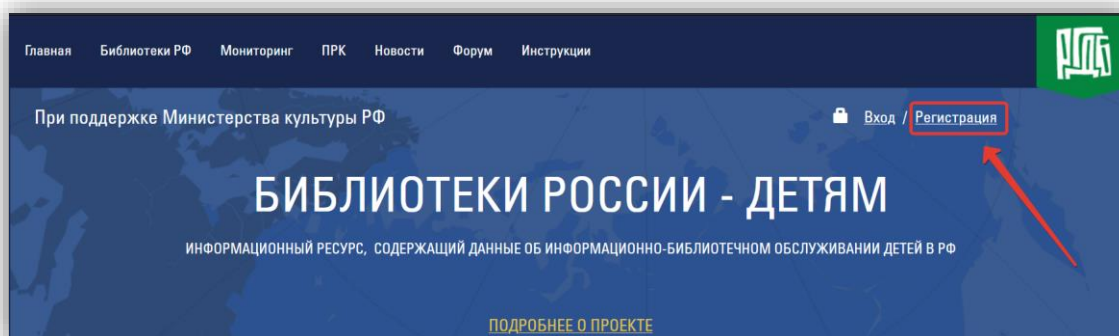 Главная Библиотеки РФ Мониторинг ПРК Новости Форум Инструкции
РГДБ
При поддержке Министерства культуры РФ
Вход / Регистрация
БИБЛИОТЕКИ РОССИИ - ДЕТЯМ
ИНФОРМАЦИОННЫЙ РЕСУРС, СОДЕРЖАЩИЙ ДАННЫЕ ОБ ИНФОРМАЦИОННО-БИБЛИОТЕЧНОМ ОБСЛУЖИВАНИИ ДЕТЕЙ В РФ
ПОДРОБНЕЕ О ПРОЕКТЕ